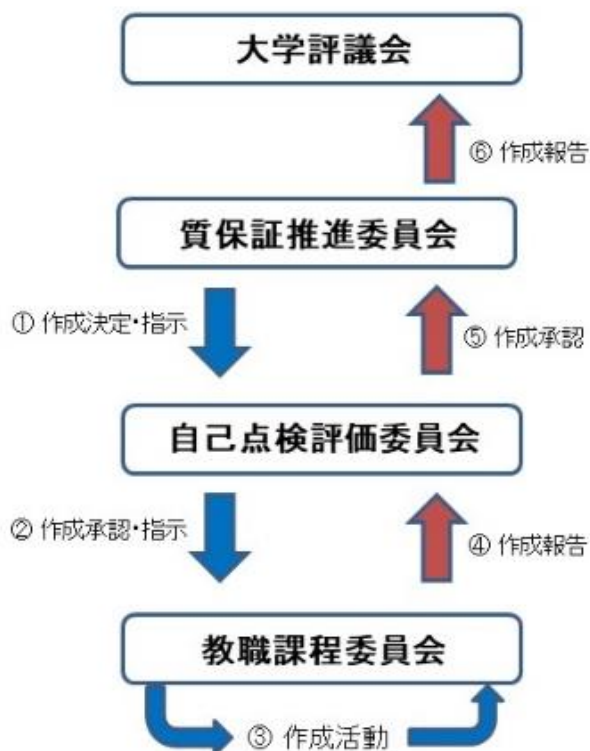 大学評議会
⑥ 作成報告
質保証推進委員会
① 作成決定・指示
⑤ 作成承認
自己点検評価委員会
② 作成承認・指示
④ 作成報告
教職課程委員会
③ 作成活動